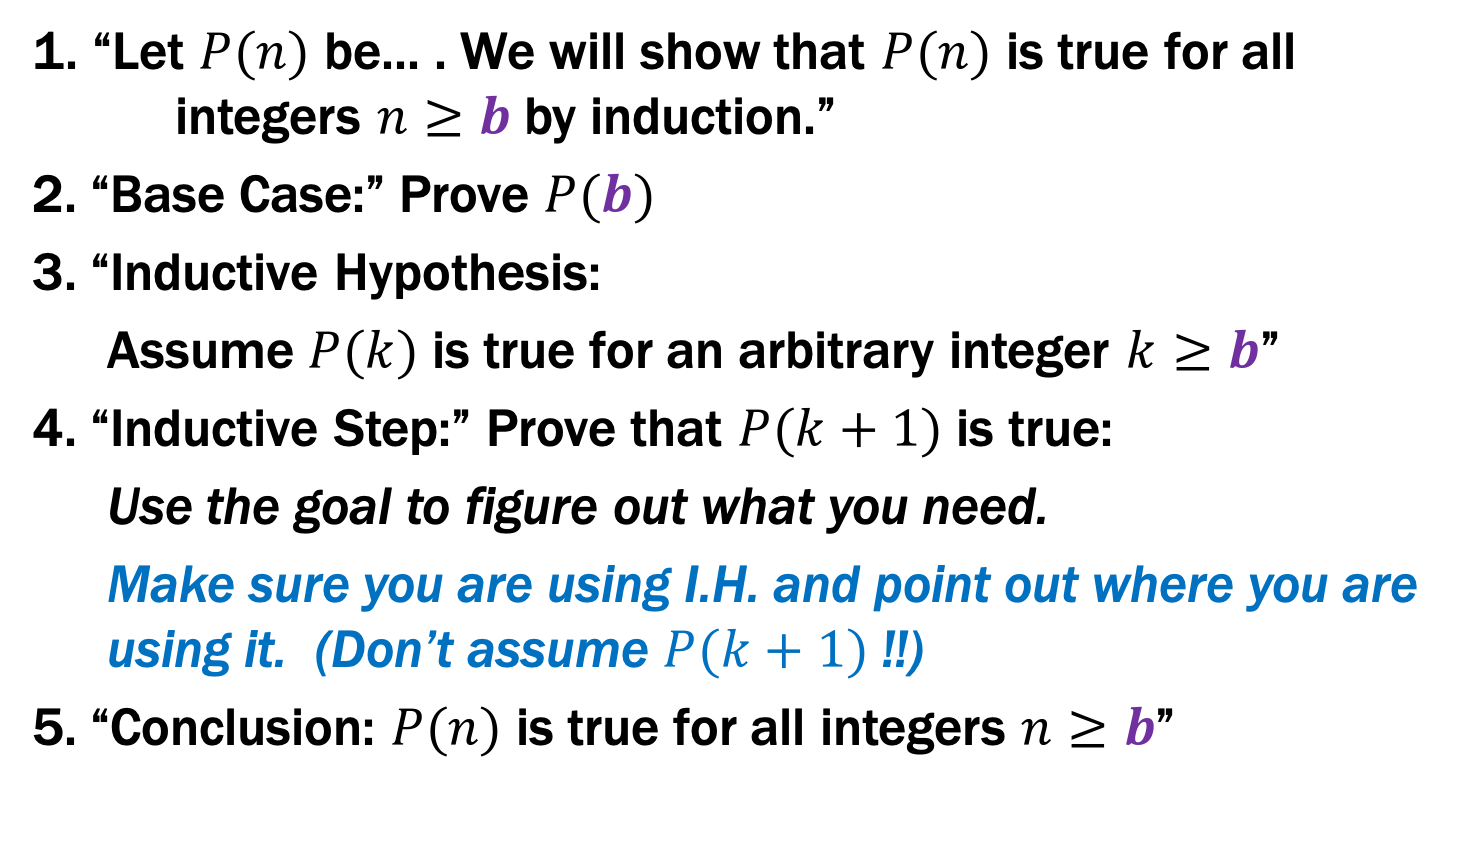 1. “Let P(n) be... . We will show that P(n) is true for all
integers n ≥ b by induction.”
2. “Base Case:” Prove P(b)
3. “Inductive Hypothesis:
Assume P(k) is true for an arbitrary integer k ≥ b”
4. “Inductive Step:” Prove that P(k + 1) is true:
Use the goal to figure out what you need.
Make sure you are using I.H. and point out where you are
using it. (Don’t assume P(k + 1) !!)
5. “Conclusion: P(n) is true for all integers n ≥ b”